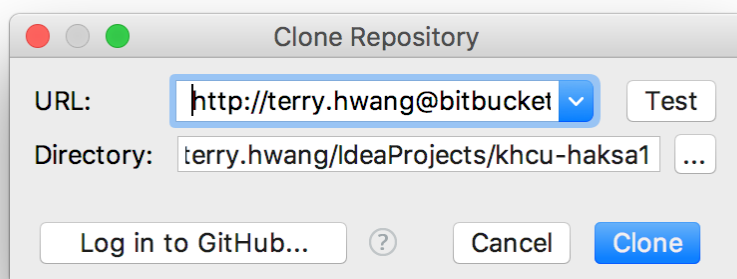 Clone Repository
URL: http://terry.hwang@bitbucket Test
Directory: terry.hwang/IdeaProjects/khcu-haksa1 ...
Log in to GitHub... ? Cancel Clone